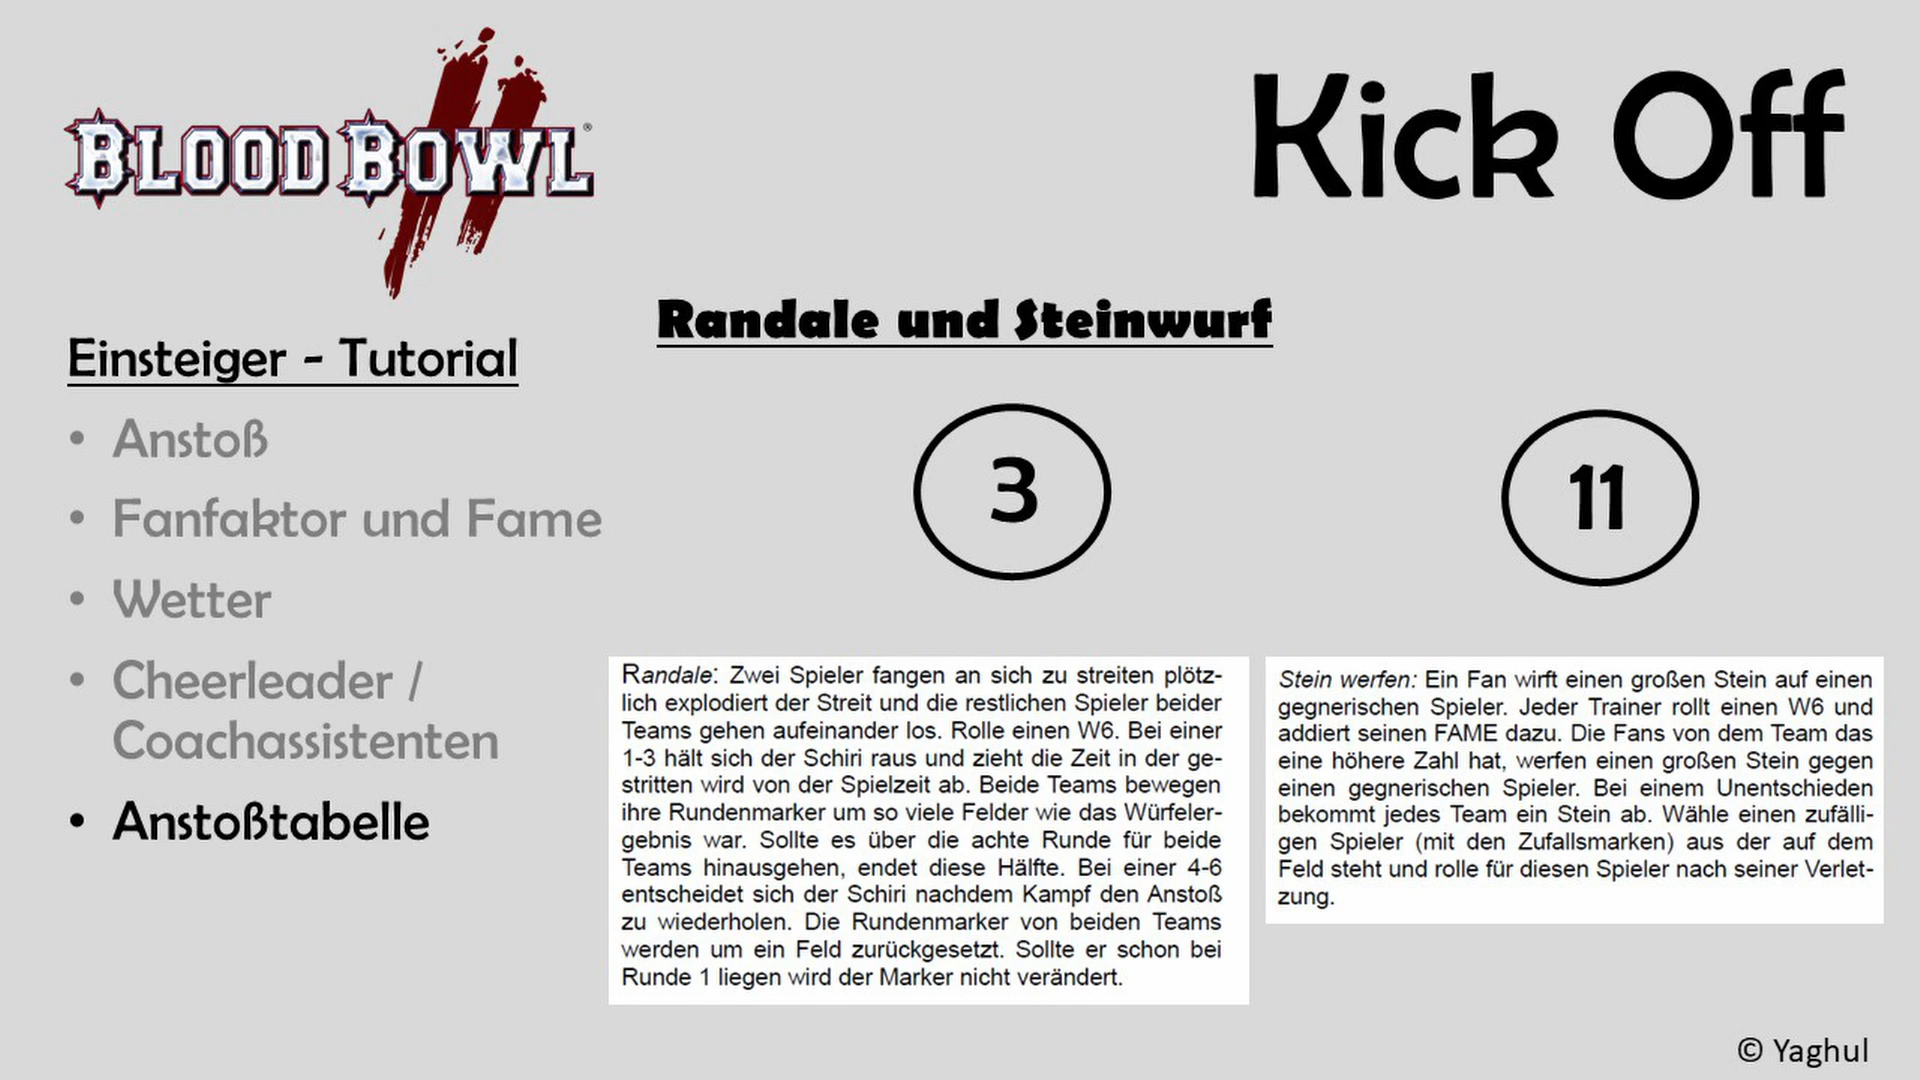 BLOOD BOWL ®
Kick Off
Randale und Steinwurf
Einsteiger - Tutorial
• Anstoß
• Fanfaktor und Fame
• Wetter
• Cheerleader /
Coachassistenten
• Anstoßtabelle
3
11
Randale: Zwei Spieler fangen an sich zu streiten plötz-
lich explodiert der Streit und die restlichen Spieler beider
Teams gehen aufeinander los. Rolle einen W6. Bei einer
1-3 hält sich der Schiri raus und zieht die Zeit in der ge-
stritten wird von der Spielzeit ab. Beide Teams bewegen
ihre Rundenmarker um so viele Felder wie das Würfeler-
gebnis war. Sollte es über die achte Runde für beide
Teams hinausgehen, endet diese Hälfte. Bei einer 4-6
entscheidet sich der Schiri nachdem Kampf den Anstoß
zu wiederholen. Die Rundenmarker von beiden Teams
werden um ein Feld zurückgesetzt. Sollte er schon bei
Runde 1 liegen wird der Marker nicht verändert.
Stein werfen: Ein Fan wirft einen großen Stein auf einen
gegnerischen Spieler. Jeder Trainer rollt einen W6 und
addiert seinen FAME dazu. Die Fans von dem Team das
eine höhere Zahl hat, werfen einen großen Stein gegen
einen gegnerischen Spieler. Bei einem Unentschieden
bekommt jedes Team ein Stein ab. Wähle einen zufälli-
gen Spieler (mit den Zufallsmarken) aus der auf dem
Feld steht und rolle für diesen Spieler nach seiner Verlet-
zung.
© Yaghul